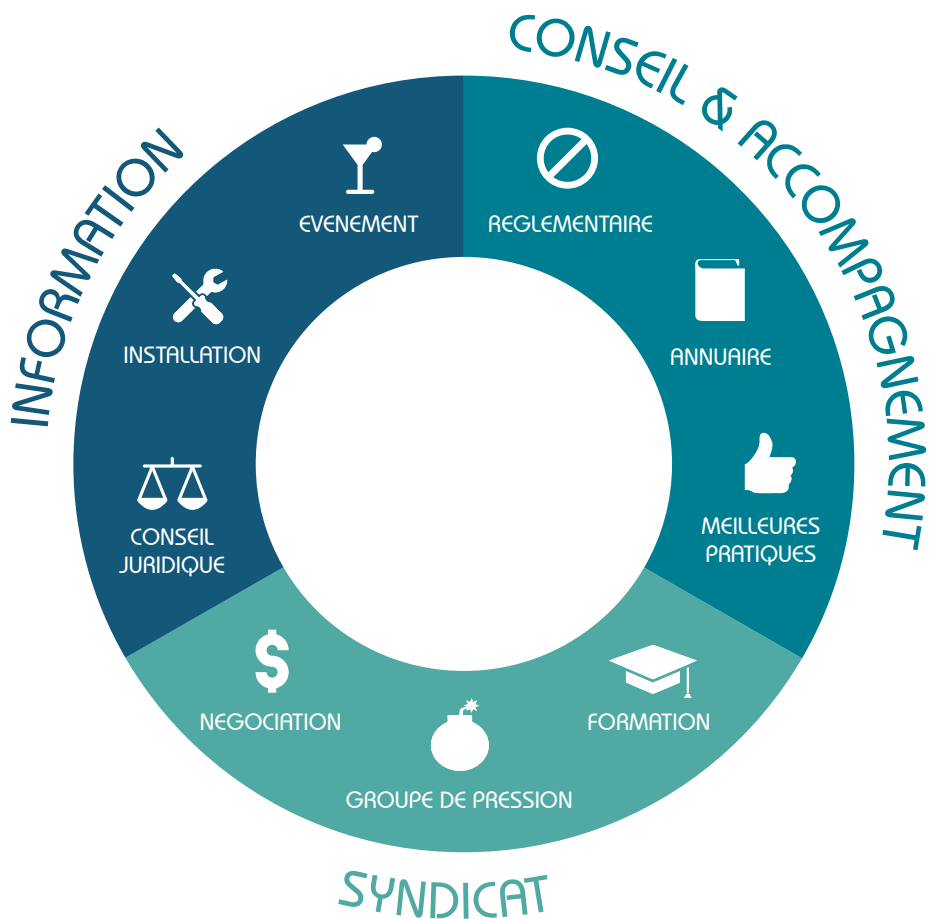 CONSEIL & ACCOMPAGNEMENT
INFORMATION
EVENEMENT
REGLEMENTAIRE
INSTALLATION
ANNUAIRE
CONSEIL
JURIDIQUE
MEILLEURES
PRATIQUES
NEGOCIATION
FORMATION
GROUPE DE PRESSION
SYNDICAT